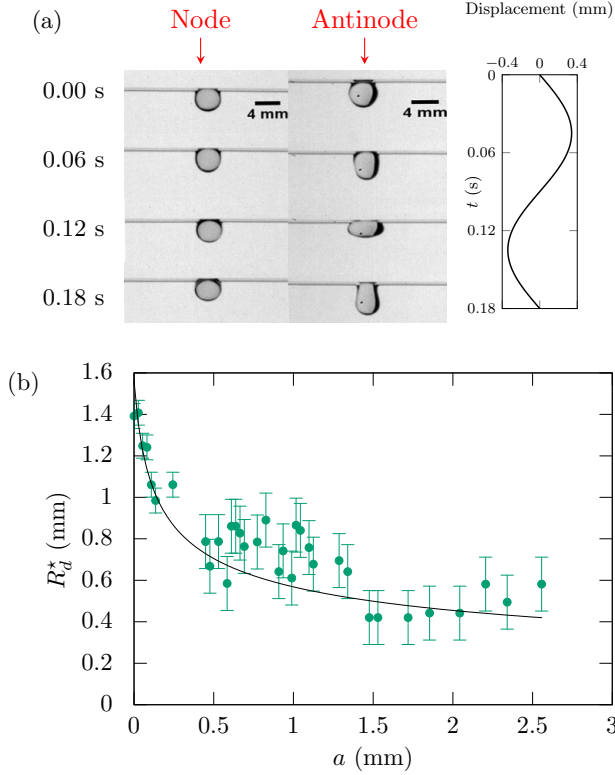 (a)
Node
Antinode
Displacement (mm)
−0.4 0 0.4
0.00 s
0.06 s
0.12 s
0.18 s
4 mm
4 mm
0
0.06
0.12
0.18
t (s)
(b)
1.6
1.4
1.2
1
0.8
0.6
0.4
0.2
0
R_d^⋆ (mm)
0 0.5 1 1.5 2 2.5 3
a (mm)